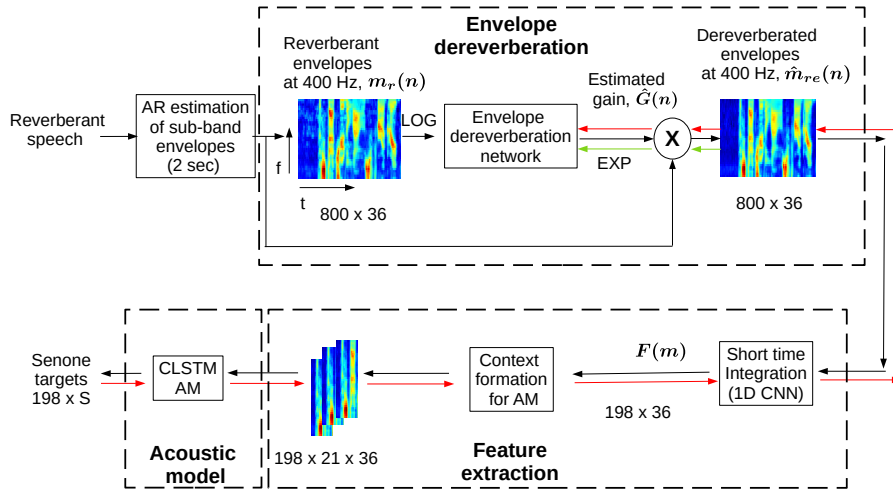 Envelope
dereverberation
Reverberant
envelopes
at 400 Hz, m_r(n)
Dereverberated
envelopes
at 400 Hz, m̂_re(n)
Estimated
gain, Ĝ(n)
Reverberant
speech
AR estimation
of sub-band
envelopes
(2 sec)
f
t
800 x 36
LOG
Envelope
dereverberation
network
EXP
X
800 x 36
Senone
targets
198 x S
CLSTM
AM
Acoustic
model
198 x 21 x 36
Context
formation
for AM
F(m)
198 x 36
Short time
Integration
(1D CNN)
Feature
extraction